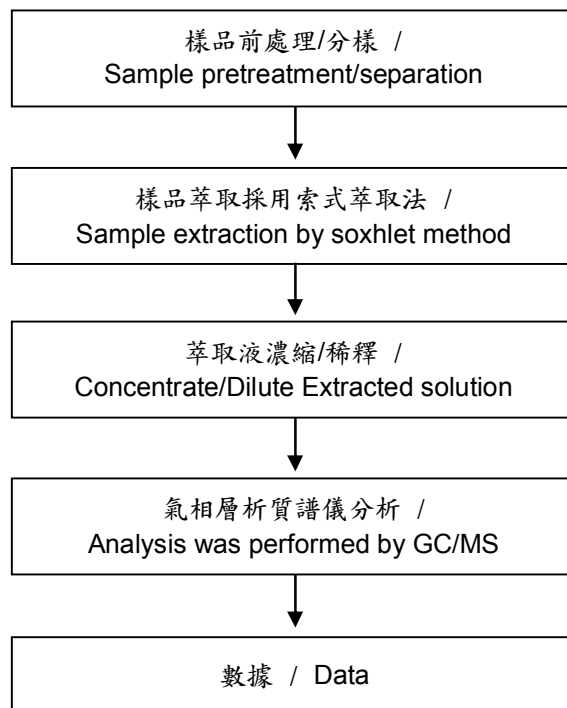 樣品前處理/分樣 /
Sample pretreatment/separation
樣品萃取採用索式萃取法 /
Sample extraction by soxhlet method
萃取液濃縮/稀釋 /
Concentrate/Dilute Extracted solution
氣相層析質譜儀分析 /
Analysis was performed by GC/MS
數據 / Data